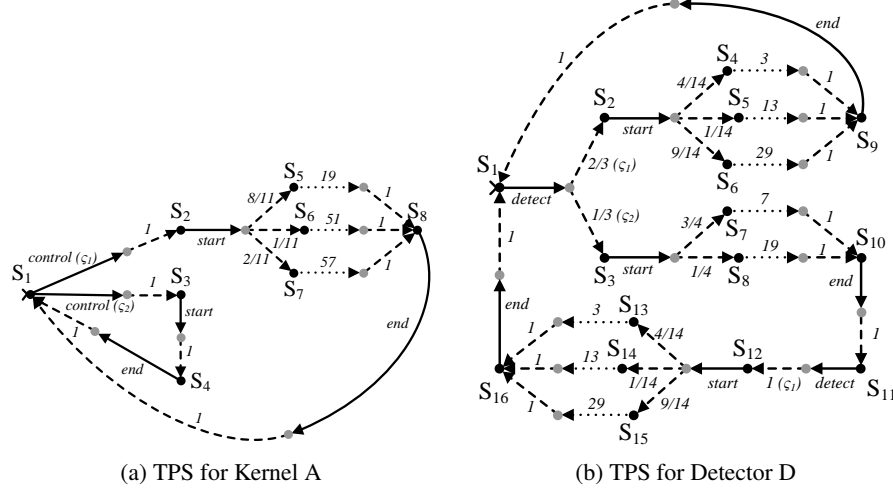 end
1
S₄
3
4/14
1
S₂
S₅
13
start
1/14
1
S₉
9/14
29
1
S₆
2/3 (ς₁)
S₁
detect
1/3 (ς₂)
S₇
7
3/4
1
S₁₀
S₃
start
S₈
19
1/4
1
end
1
1
end
3
S₁₃
1
4/14
13
S₁₄
S₁₂
1
1/14
start
1 (ς₁)
detect
S₁₆
S₁₁
1
29
9/14
S₁₅
S₅
19
8/11
1
S₂
S₆
51
S₈
1
start
1/11
1
control (ς₁)
2/11
57
1
S₇
S₁
S₃
1
control (ς₂)
start
1
1
end
S₄
end
1
(a) TPS for Kernel A
(b) TPS for Detector D